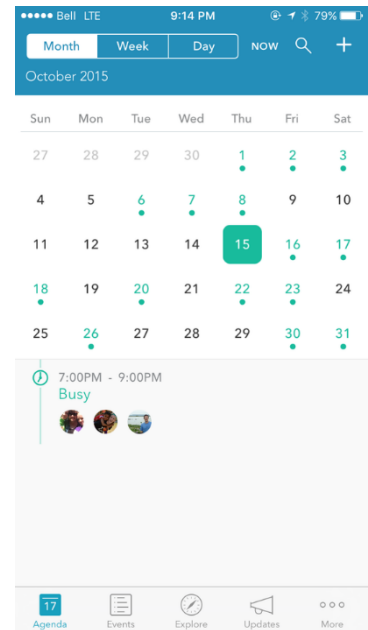 Bell LTE 9:14 PM 79%
Month Week Day NOW
October 2015
Sun Mon Tue Wed Thu Fri Sat
27 28 29 30 1 2 3
4 5 6 7 8 9 10
11 12 13 14 15 16 17
18 19 20 21 22 23 24
25 26 27 28 29 30 31
7:00PM - 9:00PM
Busy
17
Agenda Events Explore Updates More